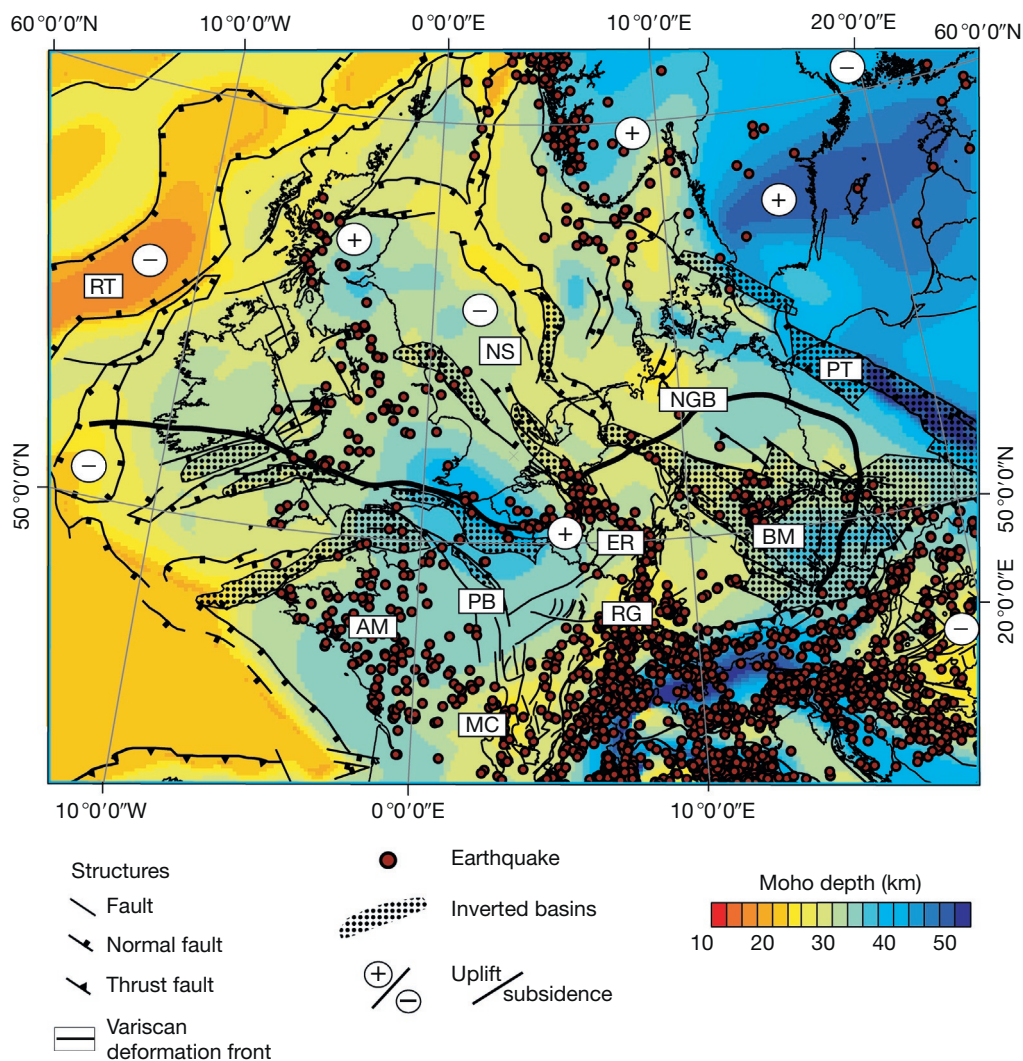 60°0′0″N 10°0′0″W 0°0′0″E 10°0′0″E 20°0′0″E 60°0′0″N
RT
NS
PT
NGB
50°0′0″N
50°0′0″N
BM
ER
PB
RG
20°0′0″E
AM
MC
10°0′0″W 0°0′0″E 10°0′0″E
Structures
Fault
Normal fault
Thrust fault
Variscan
deformation front
Earthquake
Inverted basins
Uplift
subsidence
Moho depth (km)
10 20 30 40 50